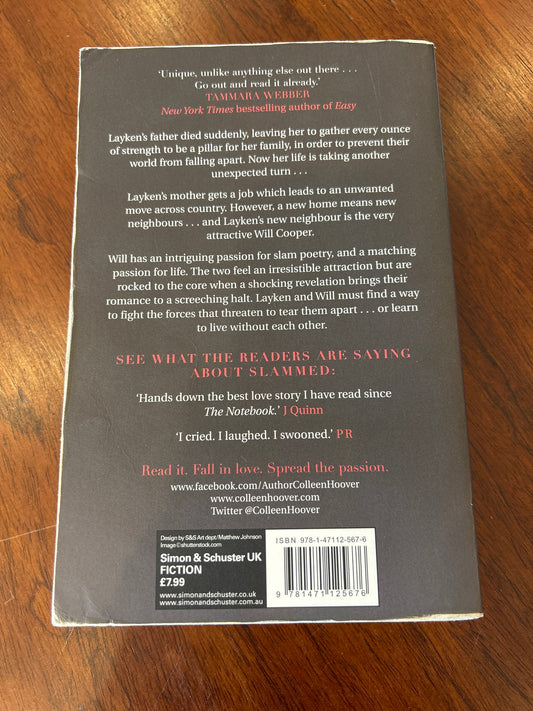 ‘Unique, unlike anything else out there . . .
Go out and read it already.’
TAMMARA WEBBER
New York Times bestselling author of Easy
Layken’s father died suddenly, leaving her to gather every ounce
of strength to be a pillar for her family, in order to prevent their
world from falling apart. Now her life is taking another
unexpected turn . . .
Layken’s mother gets a job which leads to an unwanted
move across country. However, a new home means new
neighbours . . . and Layken’s new neighbour is the very
attractive Will Cooper.
Will has an intriguing passion for slam poetry, and a matching
passion for life. The two feel an irresistible attraction but are
rocked to the core when a shocking revelation brings their
romance to a screeching halt. Layken and Will must find a way
to fight the forces that threaten to tear them apart . . . or learn
to live without each other.
SEE WHAT THE READERS ARE SAYING
ABOUT SLAMMED:
‘Hands down the best love story I have read since
The Notebook.’ J Quinn
‘I cried. I laughed. I swooned.’ P R
Read it. Fall in love. Spread the passion.
www.facebook.com/AuthorColleenHoover
www.colleenhoover.com
Twitter @ColleenHoover
Design by S&S Art dept/Matthew Johnson
Image © shutterstock.com
Simon & Schuster UK
FICTION
£7.99
www.simonandschuster.co.uk
www.simonandschuster.com.au
ISBN 978-1-47112-567-6
9 781471 125676